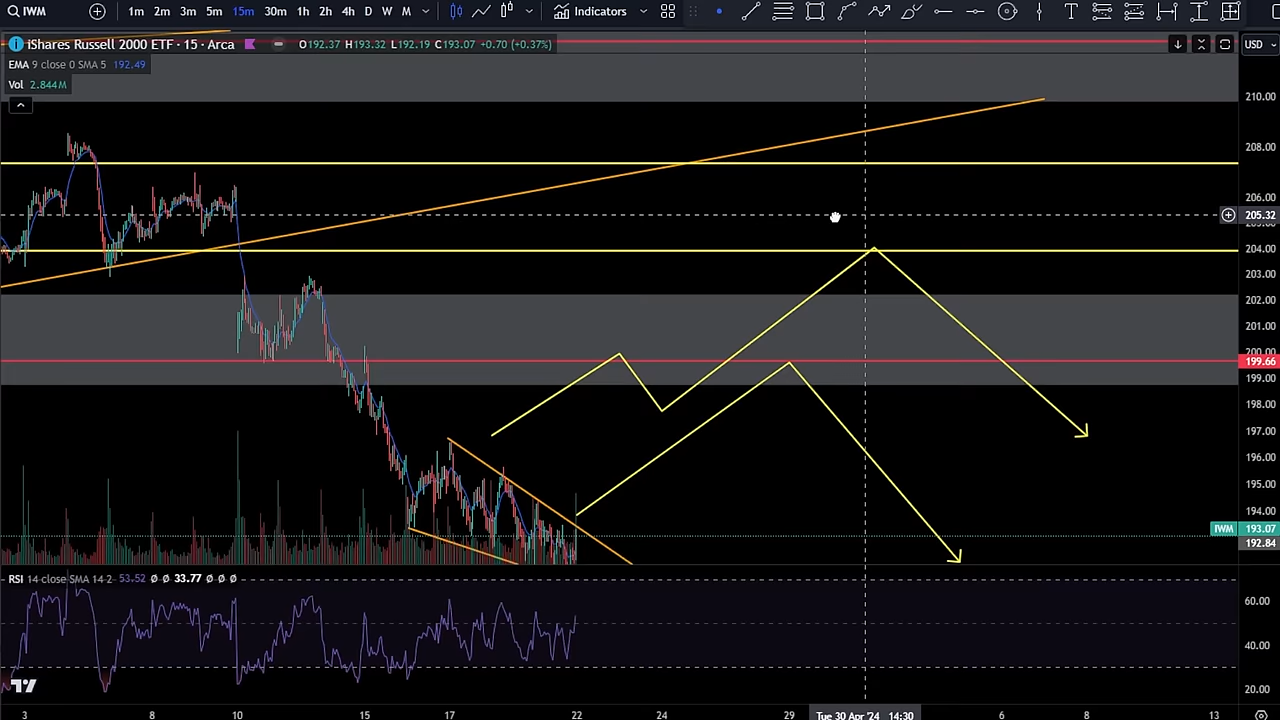 IWM 1m 2m 3m 5m 15m 30m 1h 2h 4h D W M Indicators
iShares Russell 2000 ETF · 15 · Arca O192.37 H193.32 L192.19 C193.07 +0.70 (+0.37%) USD
EMA 9 close 0 SMA 5 192.49
Vol 2.844M
210.00
208.00
206.00
205.32
204.00
203.00
202.00
201.00
200.00
199.66
199.00
198.00
197.00
196.00
195.00
194.00
IWM 193.07
192.84
RSI 14 close SMA 14 2 53.52 Ø Ø 33.77 Ø Ø Ø
60.00
40.00
20.00
3 8 10 15 17 22 24 29 Tue 30 Apr '24 14:30 6 8 13